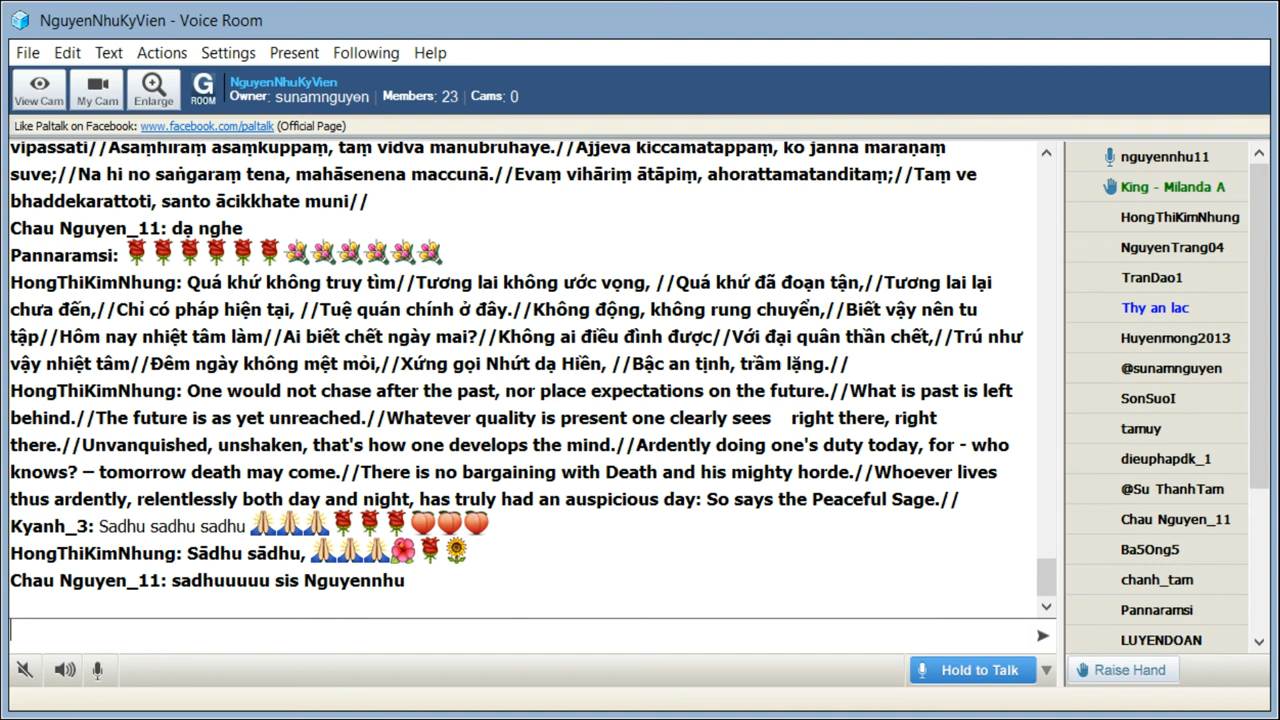 NguyenNhuKyVien - Voice Room
File Edit Text Actions Settings Present Following Help
View Cam My Cam Enlarge G ROOM
NguyenNhuKyVien
Owner: sunamnguyen | Members: 23 | Cams: 0
Like Paltalk on Facebook: www.facebook.com/paltalk (Official Page)
vipassati//Asaṃhīraṃ asaṃkuppaṃ, taṃ vidvā manubrūhaye.//Ajjeva kiccamātappaṃ, ko jaññā maraṇaṃ
suve;//Na hi no saṅgaraṃ tena, mahāsenena maccunā.//Evaṃ vihāriṃ ātāpiṃ, ahorattamatanditaṃ;//Taṃ ve
bhaddekarattoti, santo ācikkhate muni//
Chau Nguyen_11: dạ nghe
Pannaramsi: 🌹🌹🌹🌹🌹🌹💐💐💐💐💐💐
HongThiKimNhung: Quá khứ không truy tìm//Tương lai không ước vọng, //Quá khứ đã đoạn tận,//Tương lai lại
chưa đến,//Chỉ có pháp hiện tại, //Tuệ quán chính ở đây.//Không động, không rung chuyển,//Biết vậy nên tu
tập//Hôm nay nhiệt tâm làm//Ai biết chết ngày mai?//Không ai điều đình được//Với đại quân thần chết,//Trú như
vậy nhiệt tâm//Đêm ngày không mệt mỏi,//Xứng gọi Nhứt dạ Hiền, //Bậc an tịnh, trầm lặng.//
HongThiKimNhung: One would not chase after the past, nor place expectations on the future.//What is past is left
behind.//The future is as yet unreached.//Whatever quality is present one clearly sees right there, right
there.//Unvanquished, unshaken, that's how one develops the mind.//Ardently doing one's duty today, for - who
knows? – tomorrow death may come.//There is no bargaining with Death and his mighty horde.//Whoever lives
thus ardently, relentlessly both day and night, has truly had an auspicious day: So says the Peaceful Sage.//
Kyanh_3: Sadhu sadhu sadhu 🙏🙏🙏🌹🌹🌹🍑🍑🍑
HongThiKimNhung: Sādhu sādhu, 🙏🙏🙏🌺🌹🌻
Chau Nguyen_11: sadhuuuuu sis Nguyennhu
Hold to Talk
nguyennhu11
King - Milanda A
HongThiKimNhung
NguyenTrang04
TranDao1
Thy an lac
Huyenmong2013
@sunamnguyen
SonSuoI
tamuy
dieuphapdk_1
@Su ThanhTam
Chau Nguyen_11
Ba5Ong5
chanh_tam
Pannaramsi
LUYENDOAN
Raise Hand